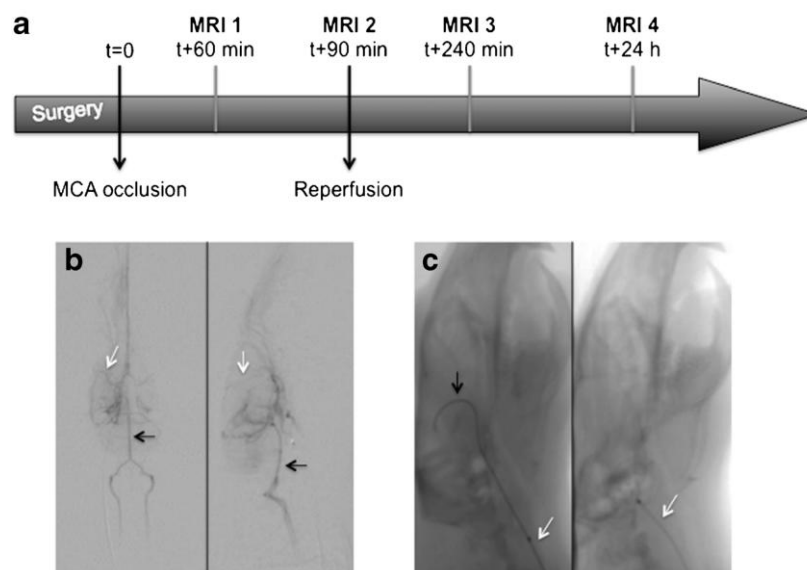 a
MRI 1 MRI 2 MRI 3 MRI 4
t=0 t+60 min t+90 min t+240 min t+24 h
Surgery
MCA occlusion Reperfusion
b
c